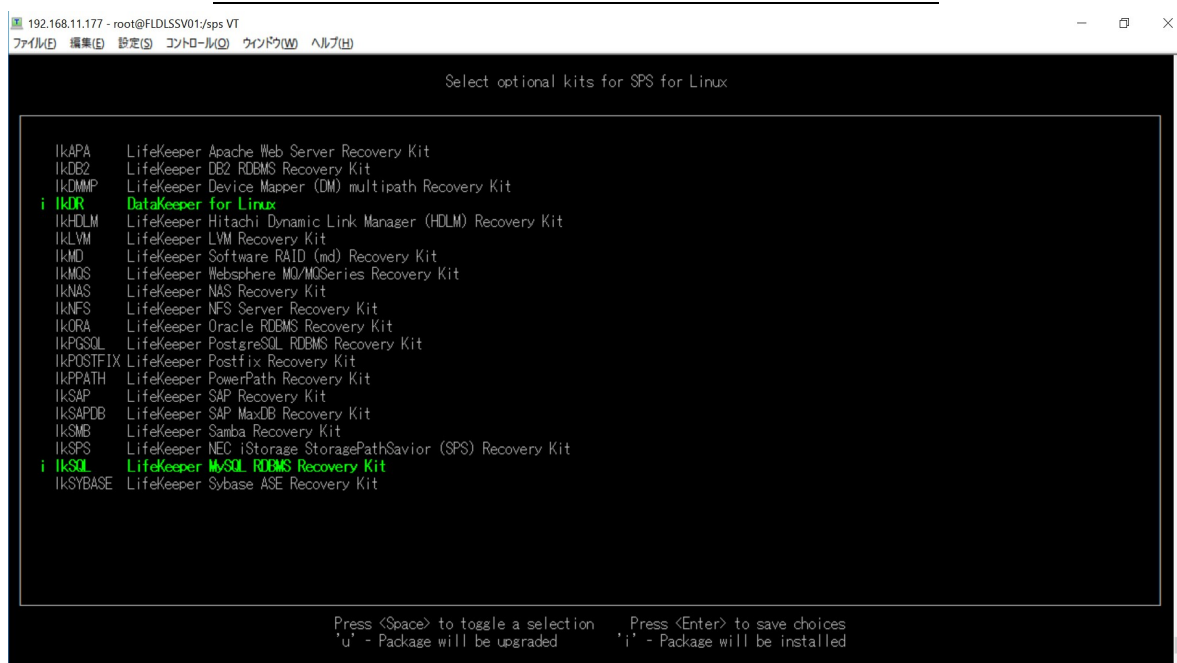 192.168.11.177 - root@FLDLSSV01:/sps VT
ファイル(F) 編集(E) 設定(S) コントロール(O) ウィンドウ(W) ヘルプ(H)
Select optional kits for SPS for Linux
lkAPA LifeKeeper Apache Web Server Recovery Kit
lkDB2 LifeKeeper DB2 RDBMS Recovery Kit
lkDMMP LifeKeeper Device Mapper (DM) multipath Recovery Kit
i lkDR DataKeeper for Linux
lkHDLM LifeKeeper Hitachi Dynamic Link Manager (HDLM) Recovery Kit
lkLVM LifeKeeper LVM Recovery Kit
lkMD LifeKeeper Software RAID (md) Recovery Kit
lkMQS LifeKeeper Websphere MQ/MQSeries Recovery Kit
lkNAS LifeKeeper NAS Recovery Kit
lkNFS LifeKeeper NFS Server Recovery Kit
lkORA LifeKeeper Oracle RDBMS Recovery Kit
lkPGSQL LifeKeeper PostgreSQL RDBMS Recovery Kit
lkPOSTFIX LifeKeeper Postfix Recovery Kit
lkPPATH LifeKeeper PowerPath Recovery Kit
lkSAP LifeKeeper SAP Recovery Kit
lkSAPDB LifeKeeper SAP MaxDB Recovery Kit
lkSMB LifeKeeper Samba Recovery Kit
lkSPS LifeKeeper NEC iStorage StoragePathSavior (SPS) Recovery Kit
i lkSQL LifeKeeper MySQL RDBMS Recovery Kit
lkSYBASE LifeKeeper Sybase ASE Recovery Kit
Press <Space> to toggle a selection Press <Enter> to save choices
'u' - Package will be upgraded 'i' - Package will be installed